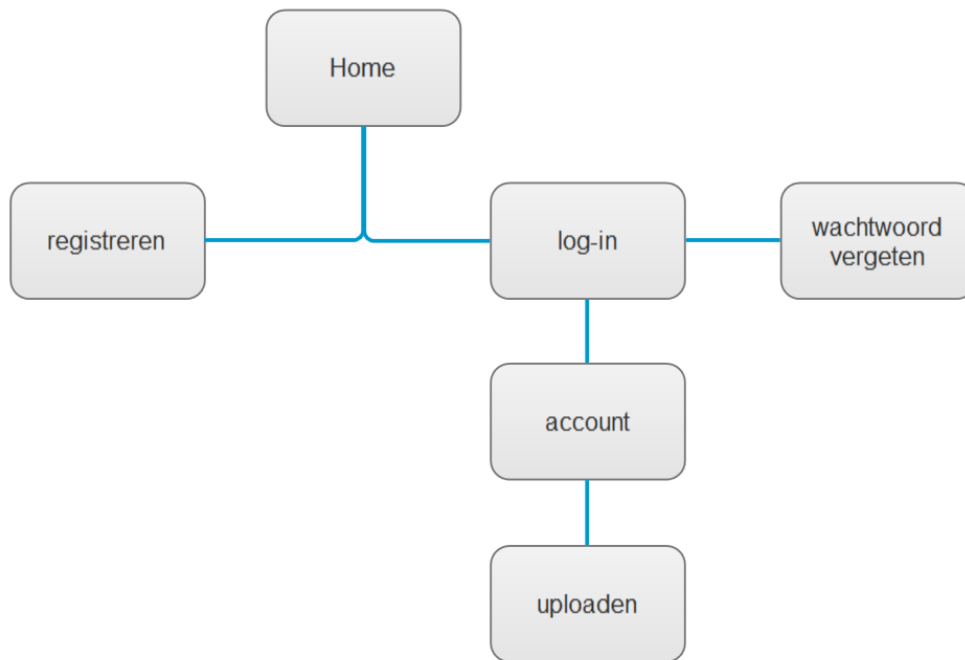 Home
registreren
log-in
wachtwoord
vergeten
account
uploaden